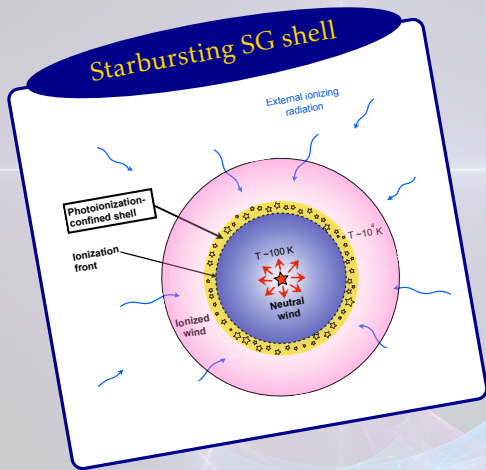 Starbursting SG shell
External ionizing
radiation
Photoionization-
confined shell
Ionization
front
T ~100 K
T ~10⁴ K
Neutral
wind
Ionized
wind